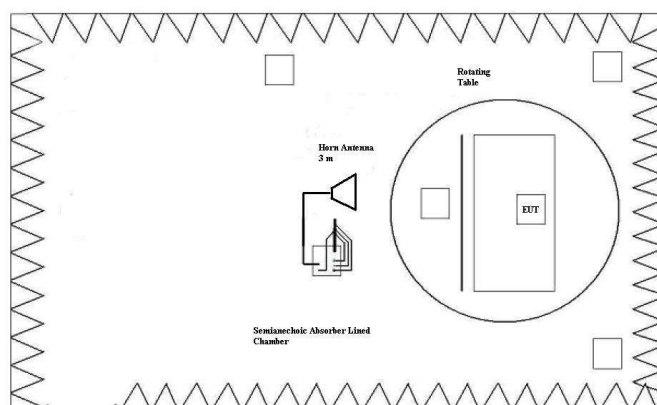 Rotating
Table
Horn Antenna
3 m
EUT
Semianechoic Absorber Lined
Chamber